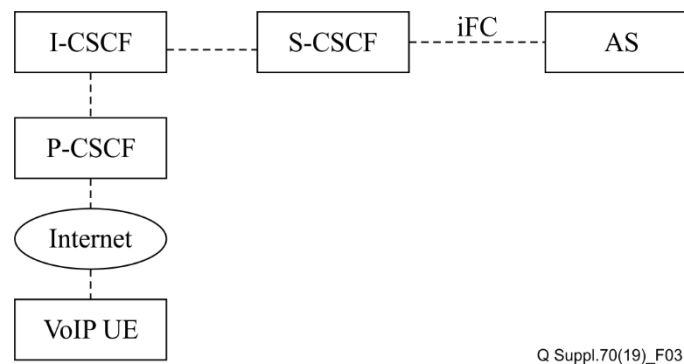 I-CSCF
S-CSCF
iFC
AS
P-CSCF
Internet
VoIP UE
Q Suppl.70(19)_F03